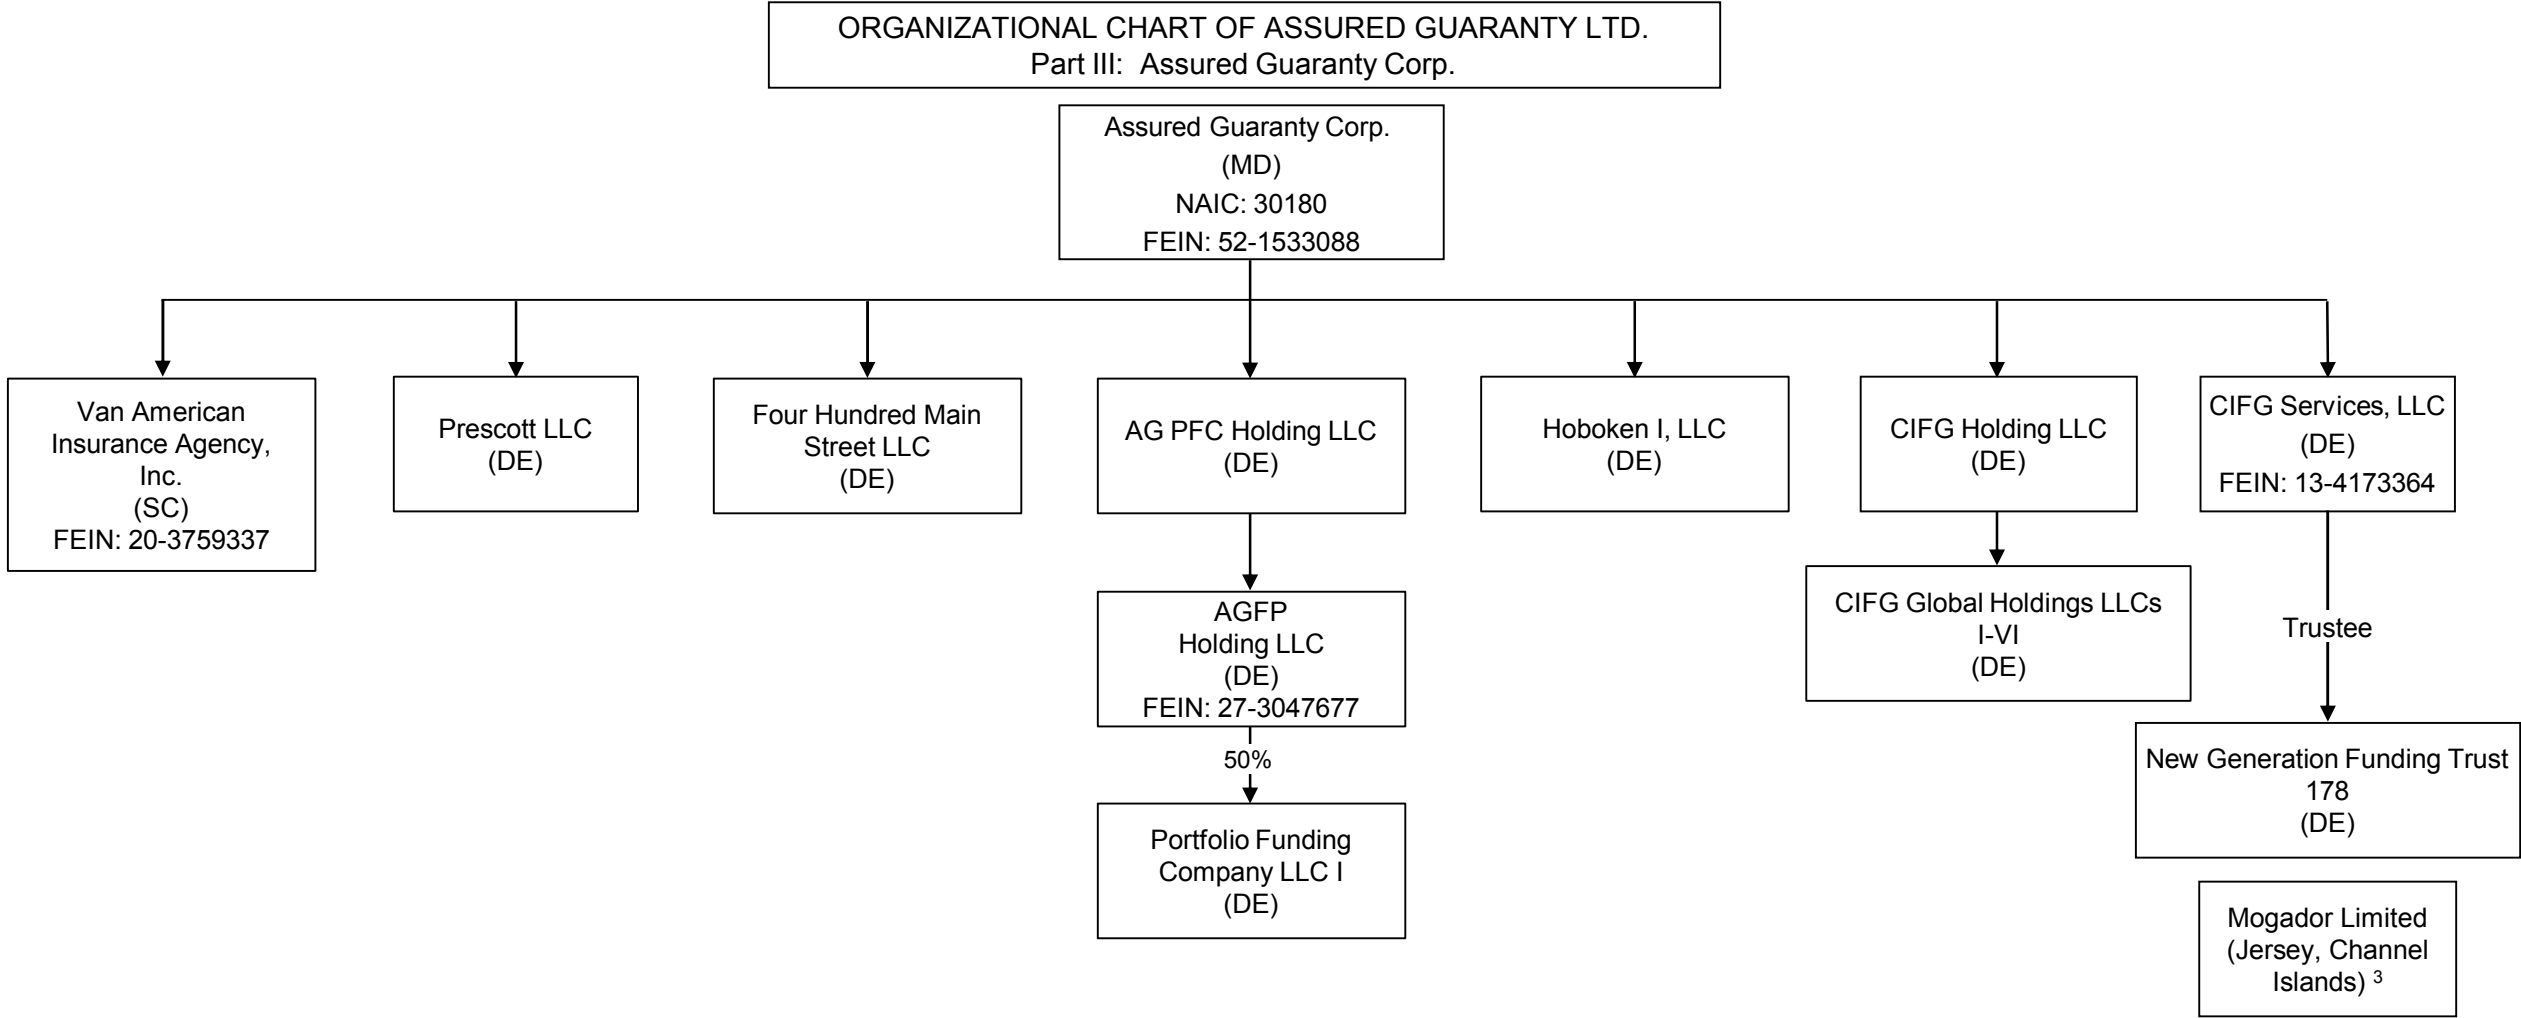 ORGANIZATIONAL CHART OF ASSURED GUARANTY LTD.
Part III: Assured Guaranty Corp.
Assured Guaranty Corp.
(MD)
NAIC: 30180
FEIN: 52-1533088
Van American
Insurance Agency,
Inc.
(SC)
FEIN: 20-3759337
Prescott LLC
(DE)
Four Hundred Main
Street LLC
(DE)
AG PFC Holding LLC
(DE)
Hoboken I, LLC
(DE)
CIFG Holding LLC
(DE)
CIFG Services, LLC
(DE)
FEIN: 13-4173364
AGFP
Holding LLC
(DE)
FEIN: 27-3047677
CIFG Global Holdings LLCs
I-VI
(DE)
Trustee
50%
New Generation Funding Trust
178
(DE)
Portfolio Funding
Company LLC I
(DE)
Mogador Limited
(Jersey, Channel
Islands) 3